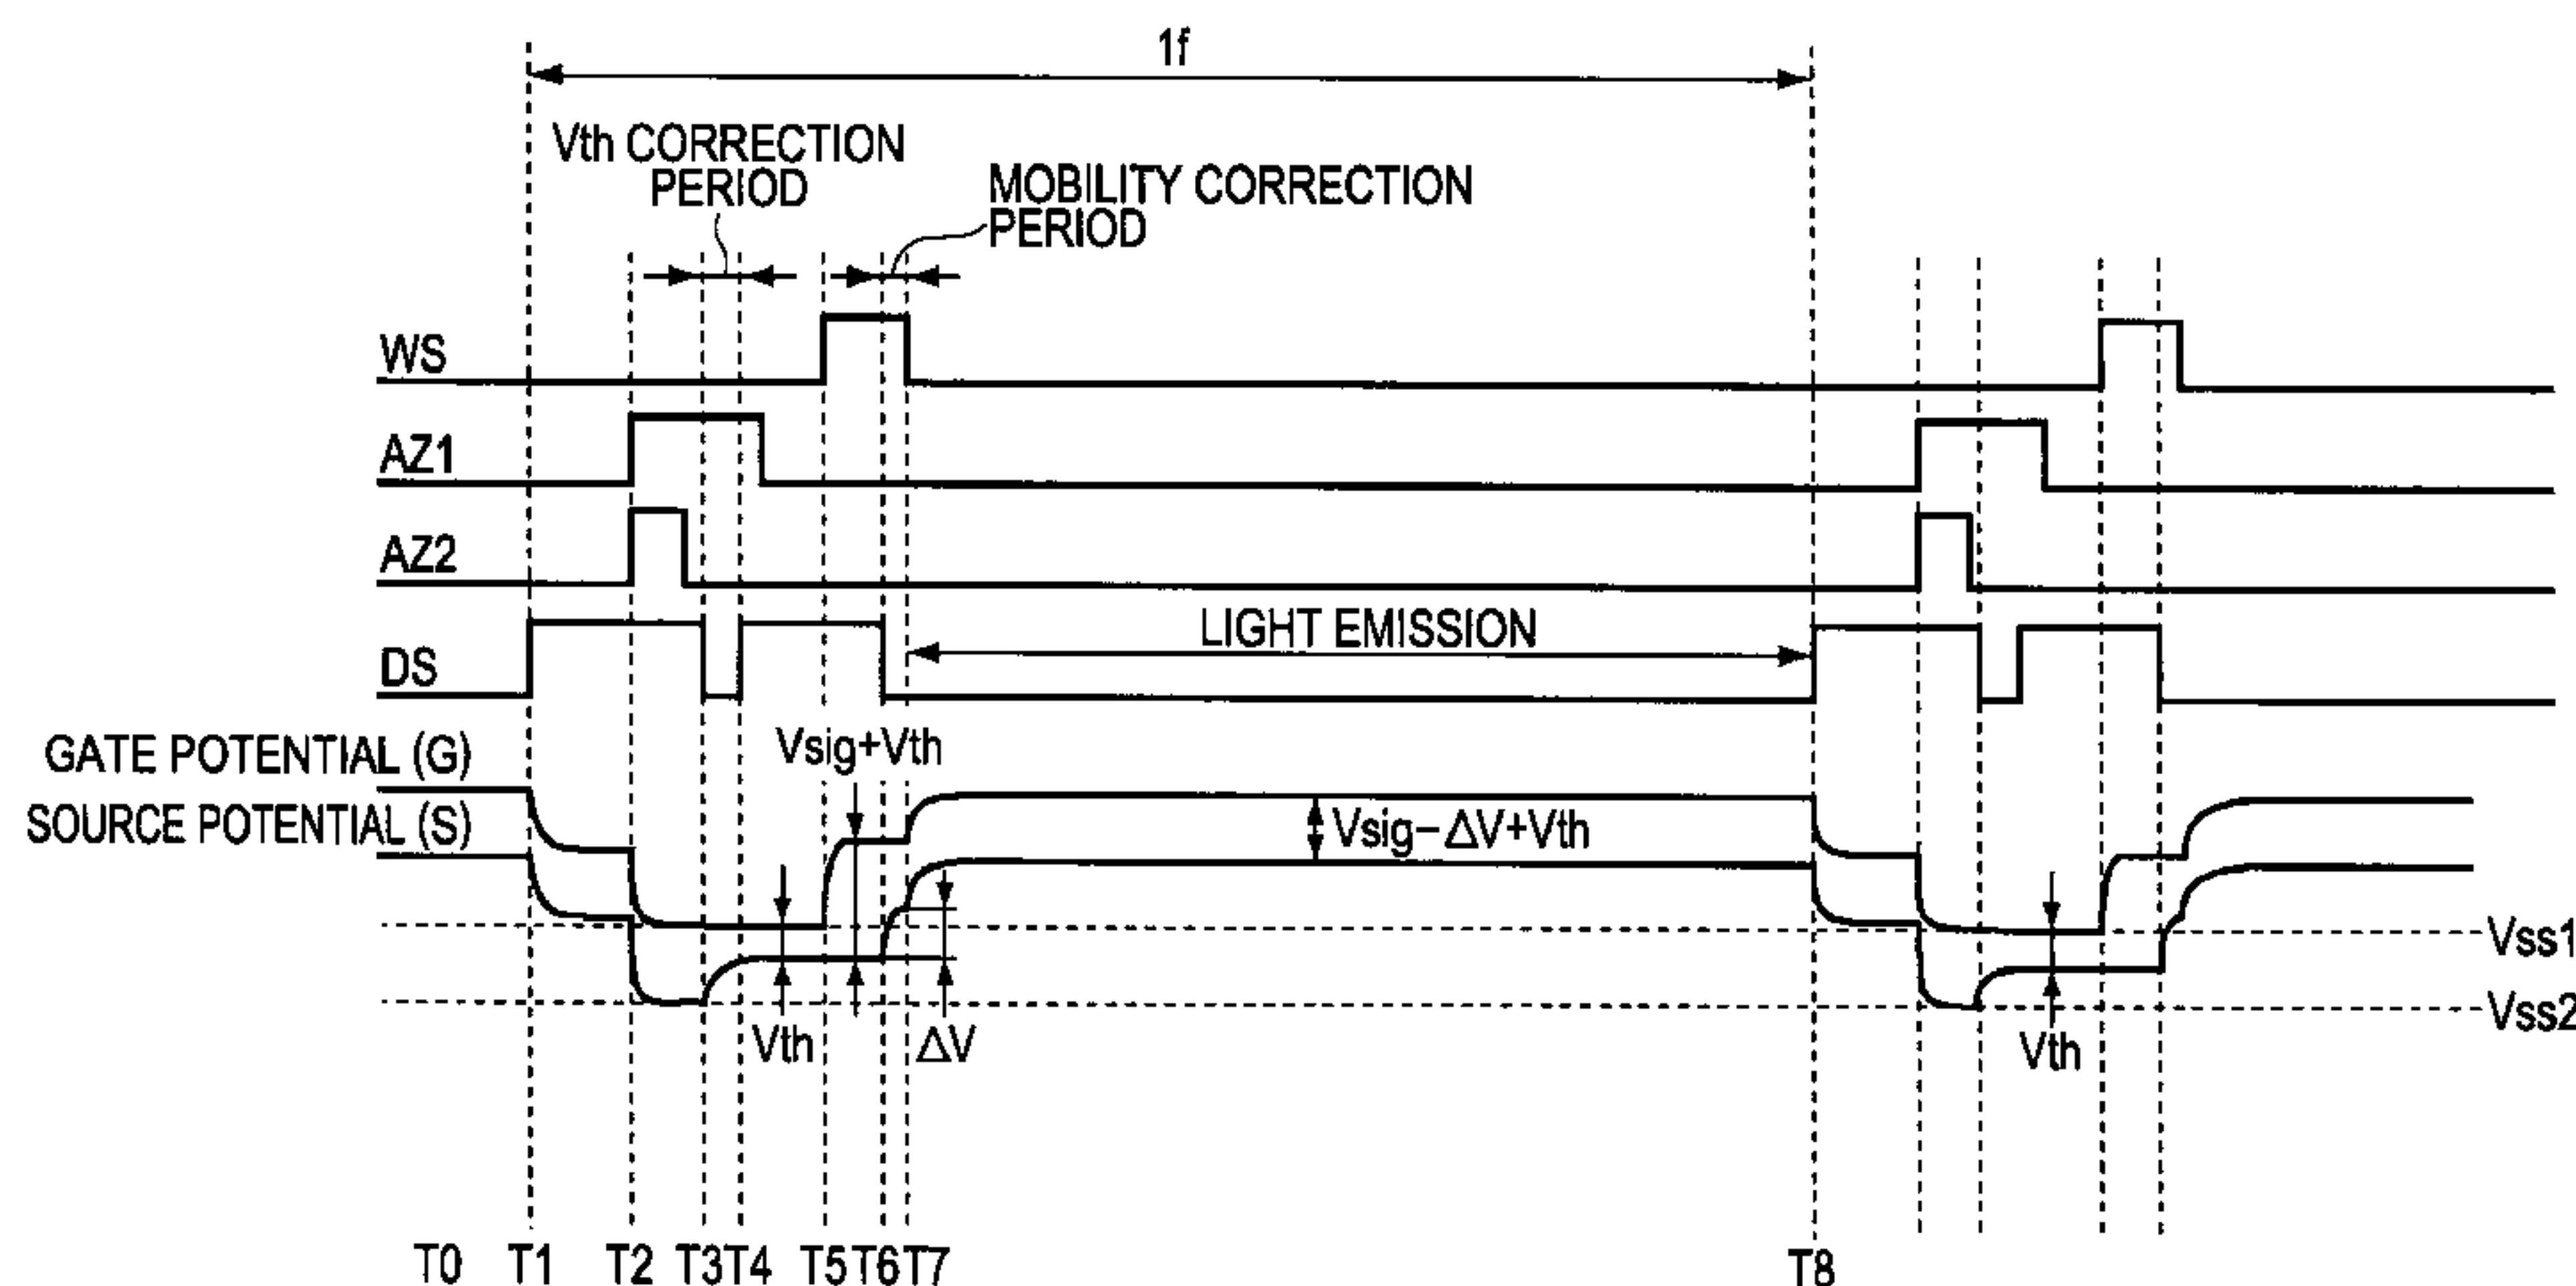 1f
Vth CORRECTION
PERIOD
MOBILITY CORRECTION
PERIOD
WS
AZ1
AZ2
DS
LIGHT EMISSION
GATE POTENTIAL (G)
SOURCE POTENTIAL (S)
Vsig+Vth
Vsig−ΔV+Vth
Vss1
Vss2
Vth
ΔV
Vth
T0 T1 T2 T3 T4 T5 T6 T7 T8